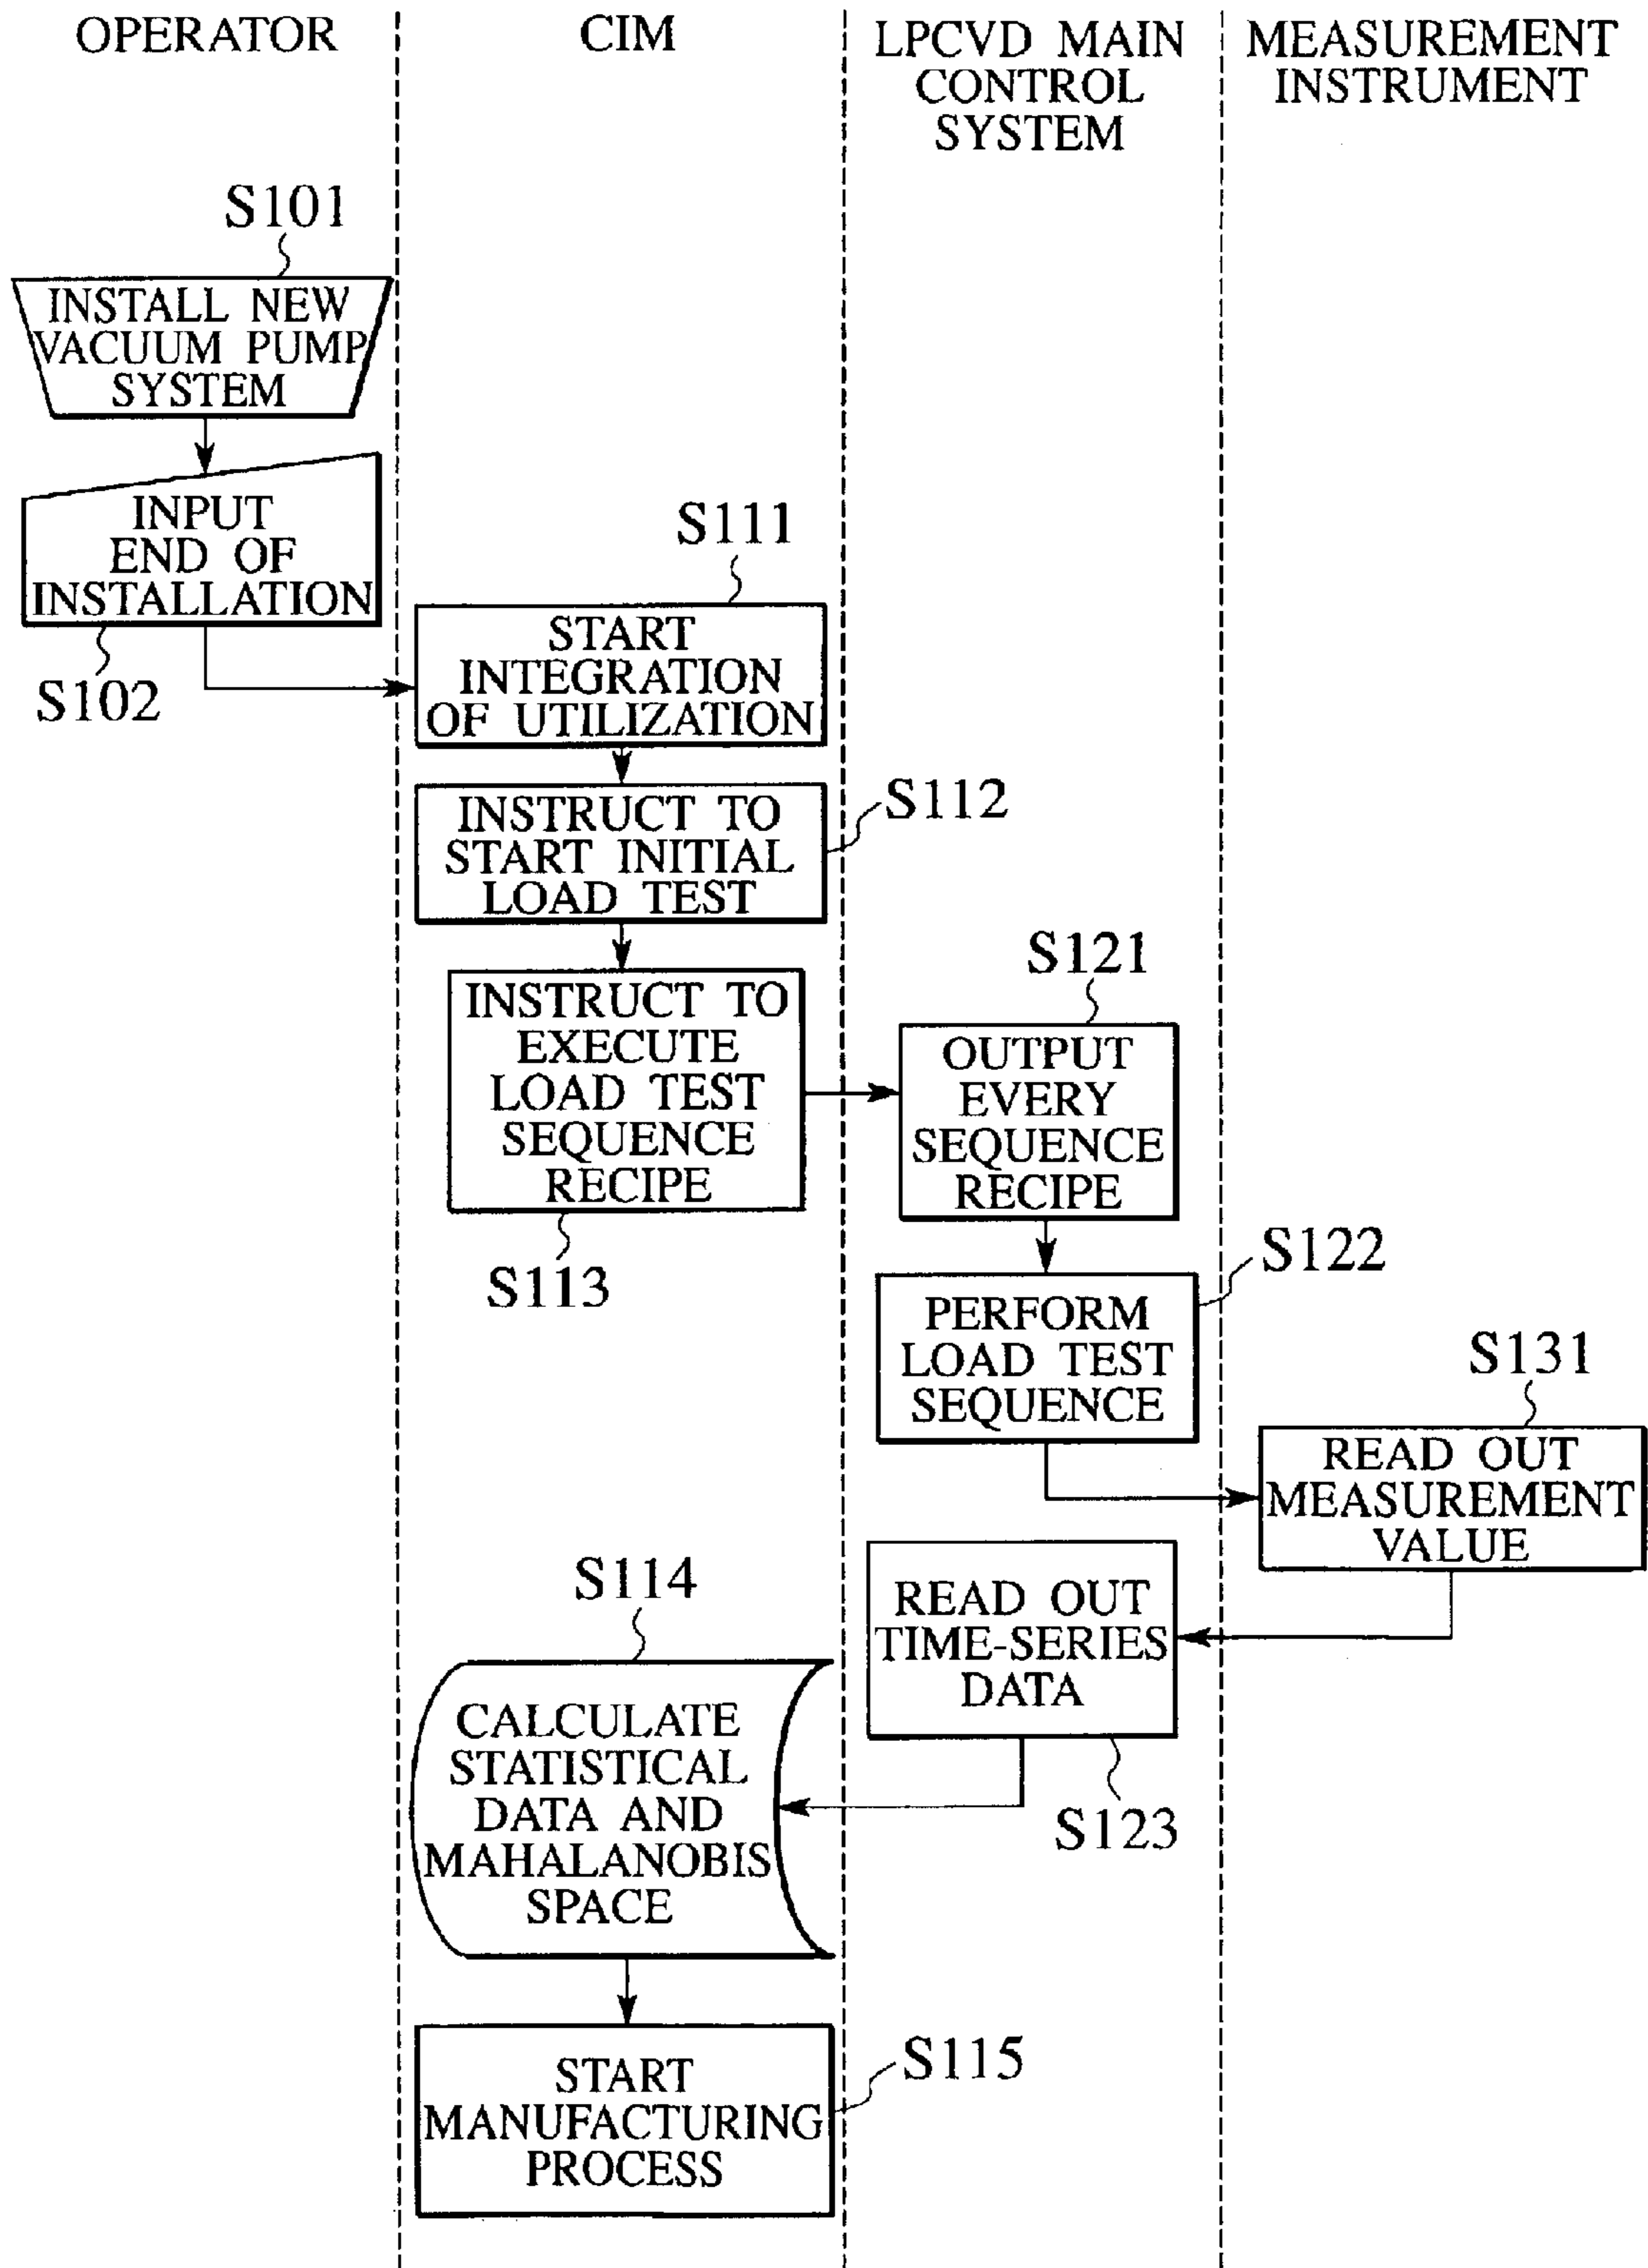 OPERATOR
CIM
LPCVD MAIN
CONTROL
SYSTEM
MEASUREMENT
INSTRUMENT
S101
INSTALL NEW
VACUUM PUMP
SYSTEM
INPUT
END OF
INSTALLATION
S102
S111
START
INTEGRATION
OF UTILIZATION
S112
INSTRUCT TO
START INITIAL
LOAD TEST
INSTRUCT TO
EXECUTE
LOAD TEST
SEQUENCE
RECIPE
S113
S121
OUTPUT
EVERY
SEQUENCE
RECIPE
S122
PERFORM
LOAD TEST
SEQUENCE
S131
READ OUT
MEASUREMENT
VALUE
READ OUT
TIME-SERIES
DATA
S123
S114
CALCULATE
STATISTICAL
DATA AND
MAHALANOBIS
SPACE
S115
START
MANUFACTURING
PROCESS